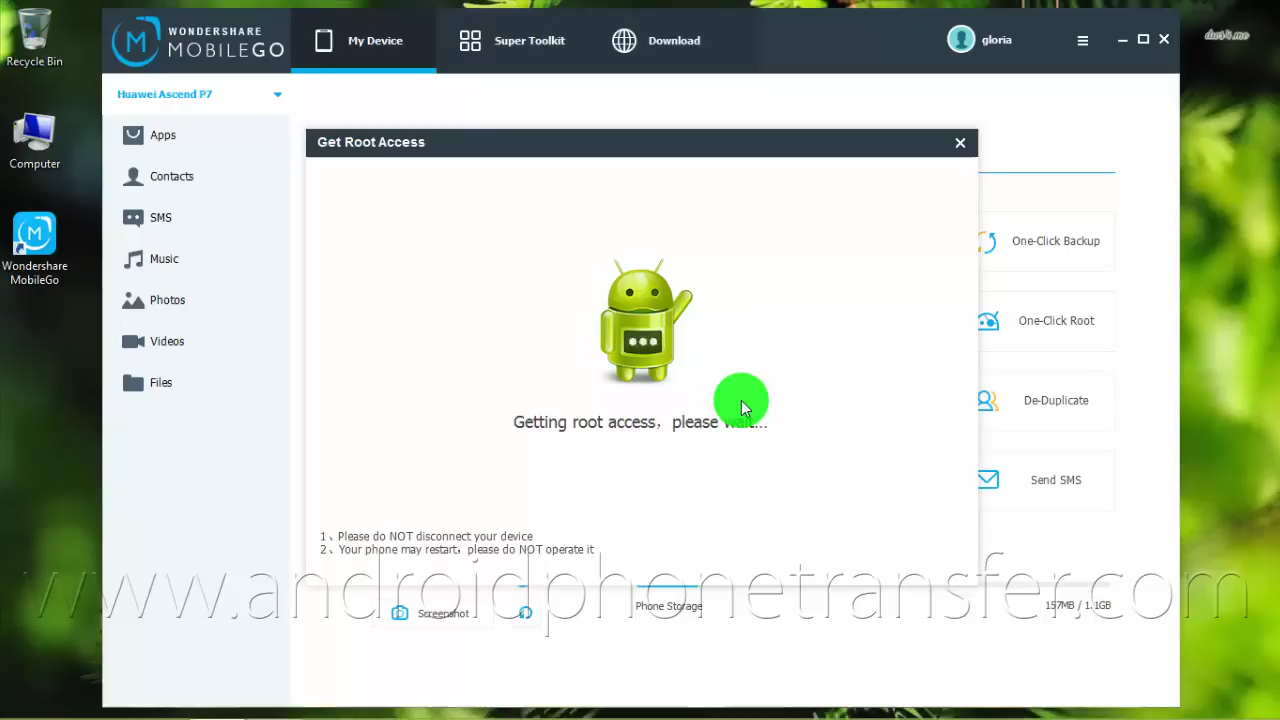 Recycle Bin
Computer
Wondershare
MobileGo
WONDERSHARE
MOBILEGO
My Device
Super Toolkit
Download
gloria
Huawei Ascend P7
Apps
Contacts
SMS
Music
Photos
Videos
Files
Get Root Access
Getting root access，please wait...
1、Please do NOT disconnect your device
2、Your phone may restart，please do NOT operate it
One-Click Backup
One-Click Root
De-Duplicate
Send SMS
www.androidphonetransfer.com
Screenshot
Phone Storage
157MB / 1.1GB